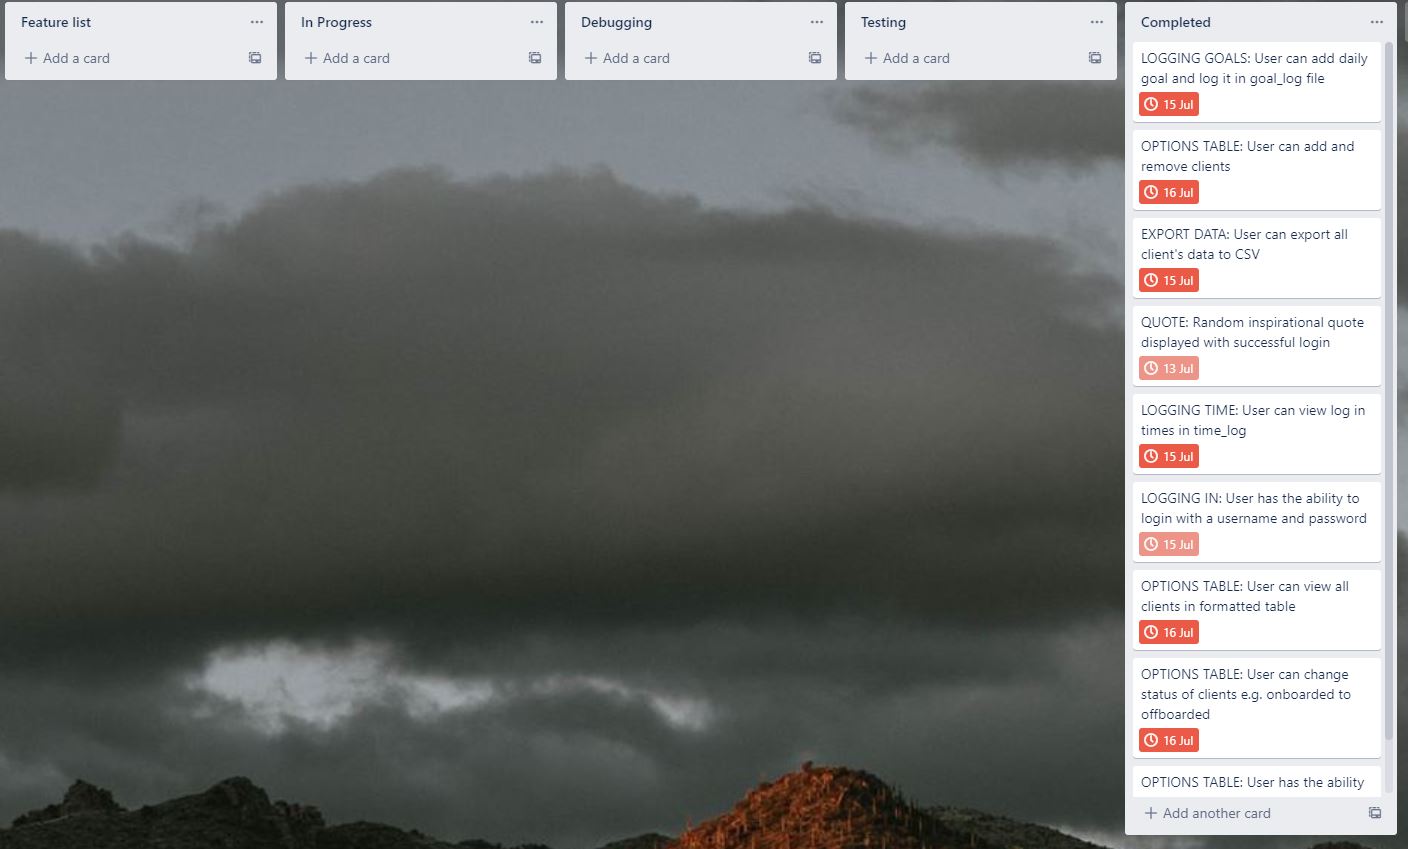 Feature list
Add a card
In Progress
Add a card
Debugging
Add a card
Testing
Add a card
Completed
LOGGING GOALS: User can add daily
goal and log it in goal_log file
15 Jul
OPTIONS TABLE: User can add and
remove clients
16 Jul
EXPORT DATA: User can export all
client's data to CSV
15 Jul
QUOTE: Random inspirational quote
displayed with successful login
13 Jul
LOGGING TIME: User can view log in
times in time_log
15 Jul
LOGGING IN: User has the ability to
login with a username and password
15 Jul
OPTIONS TABLE: User can view all
clients in formatted table
16 Jul
OPTIONS TABLE: User can change
status of clients e.g. onboarded to
offboarded
16 Jul
OPTIONS TABLE: User has the ability
Add another card